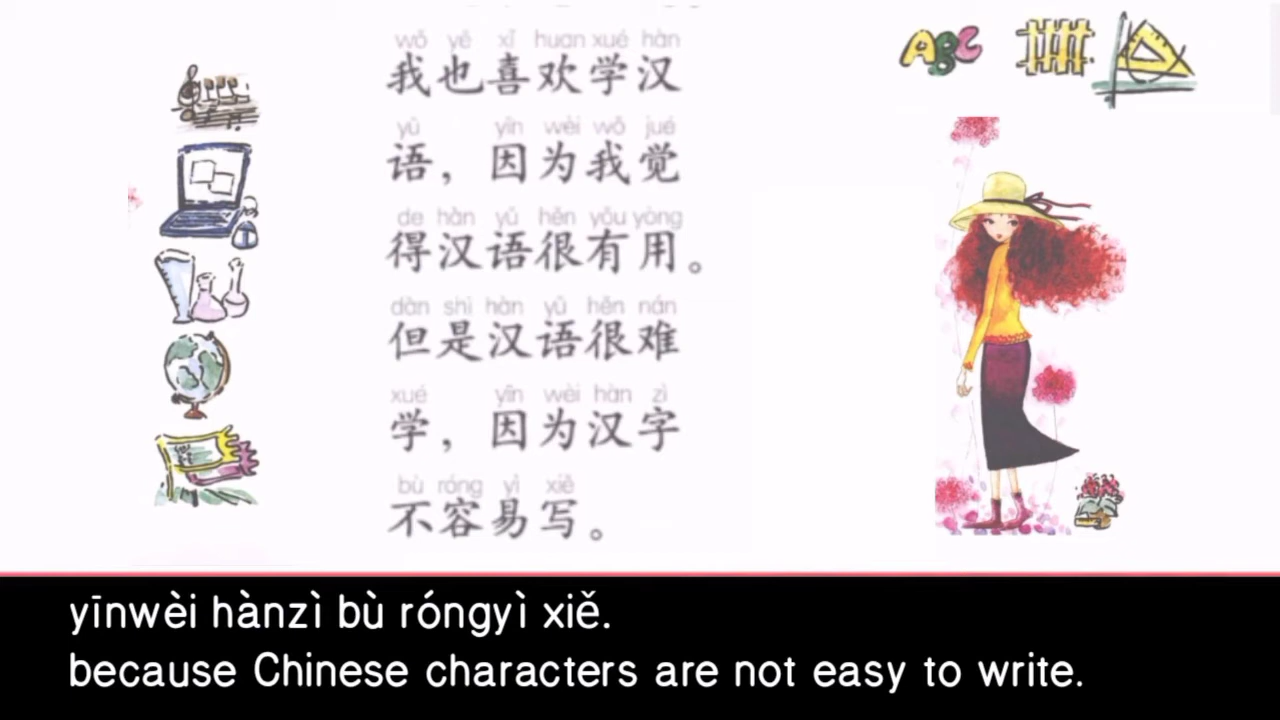 wǒ yě xǐ huan xué hàn
我也喜欢学汉
yǔ yīn wèi wǒ jué
语，因为我觉
de hàn yǔ hěn yǒu yòng
得汉语很有用。
dàn shì hàn yǔ hěn nán
但是汉语很难
xué yīn wèi hàn zì
学，因为汉字
bù róng yì xiě
不容易写。
ABC
yīnwèi hànzì bù róngyì xiě.
because Chinese characters are not easy to write.